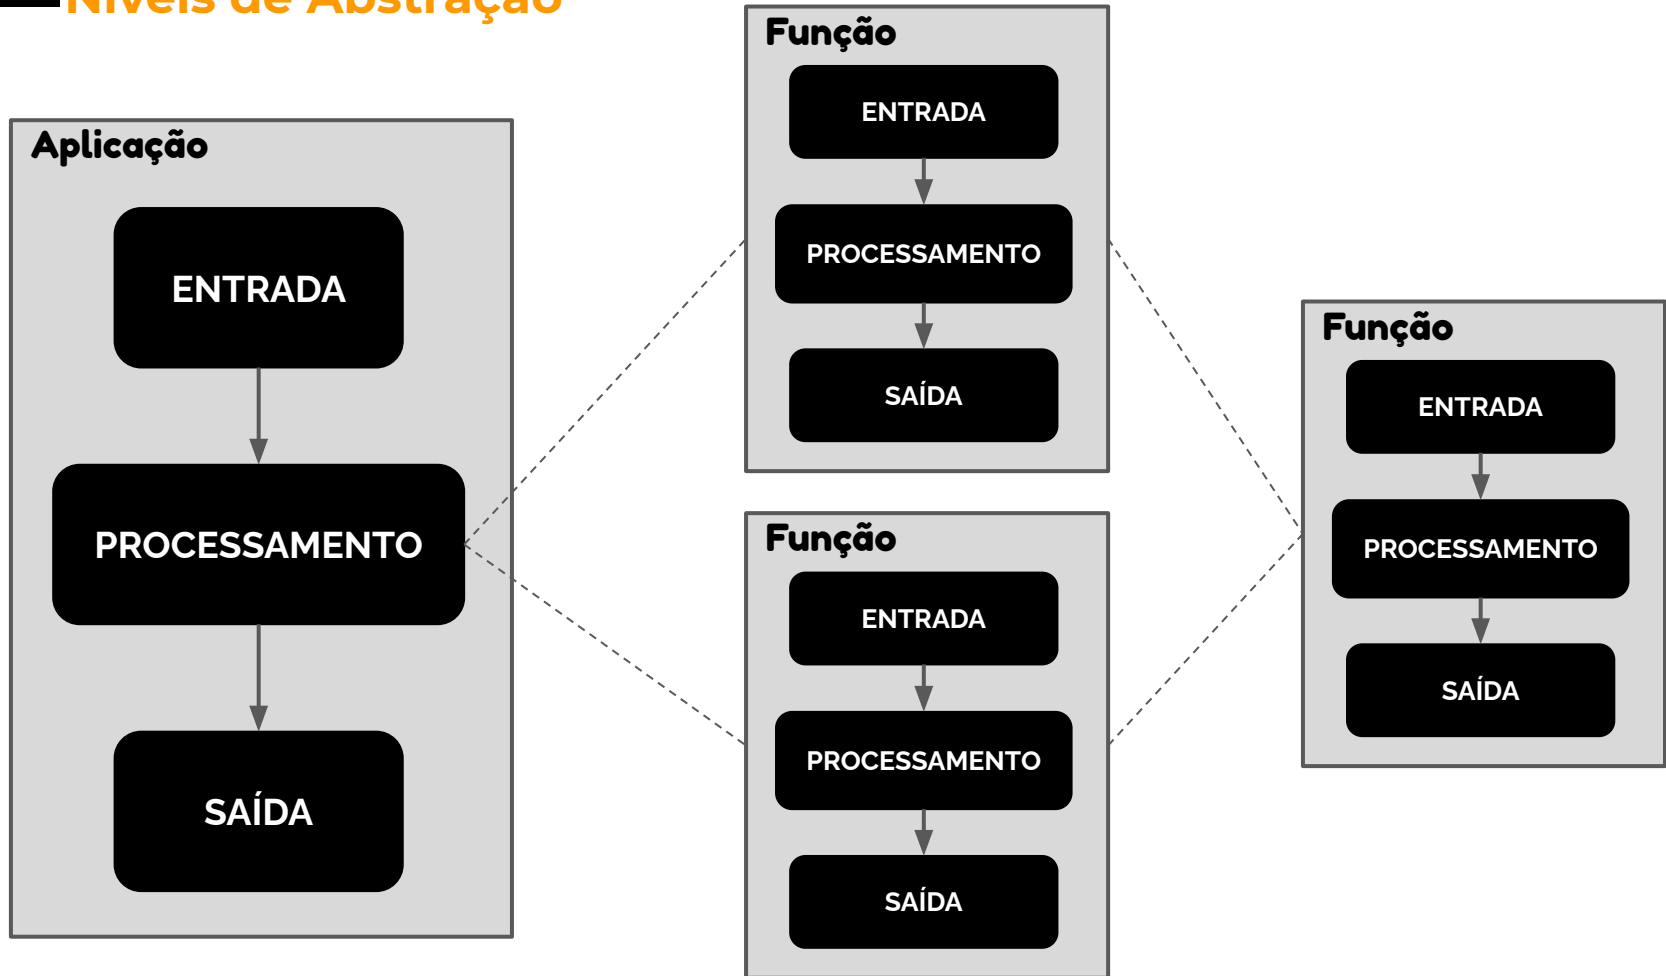 Níveis de Abstração
Aplicação
ENTRADA
PROCESSAMENTO
SAÍDA
Função
ENTRADA
PROCESSAMENTO
SAÍDA
Função
ENTRADA
PROCESSAMENTO
SAÍDA
Função
ENTRADA
PROCESSAMENTO
SAÍDA